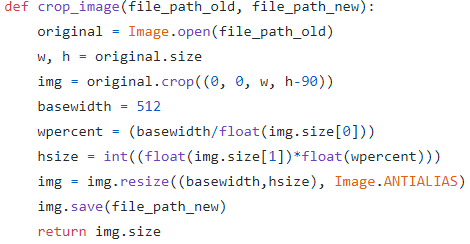 def crop_image(file_path_old, file_path_new):
    original = Image.open(file_path_old)
    w, h = original.size
    img = original.crop((0, 0, w, h-90))
    basewidth = 512
    wpercent = (basewidth/float(img.size[0]))
    hsize = int((float(img.size[1])*float(wpercent)))
    img = img.resize((basewidth,hsize), Image.ANTIALIAS)
    img.save(file_path_new)
    return img.size